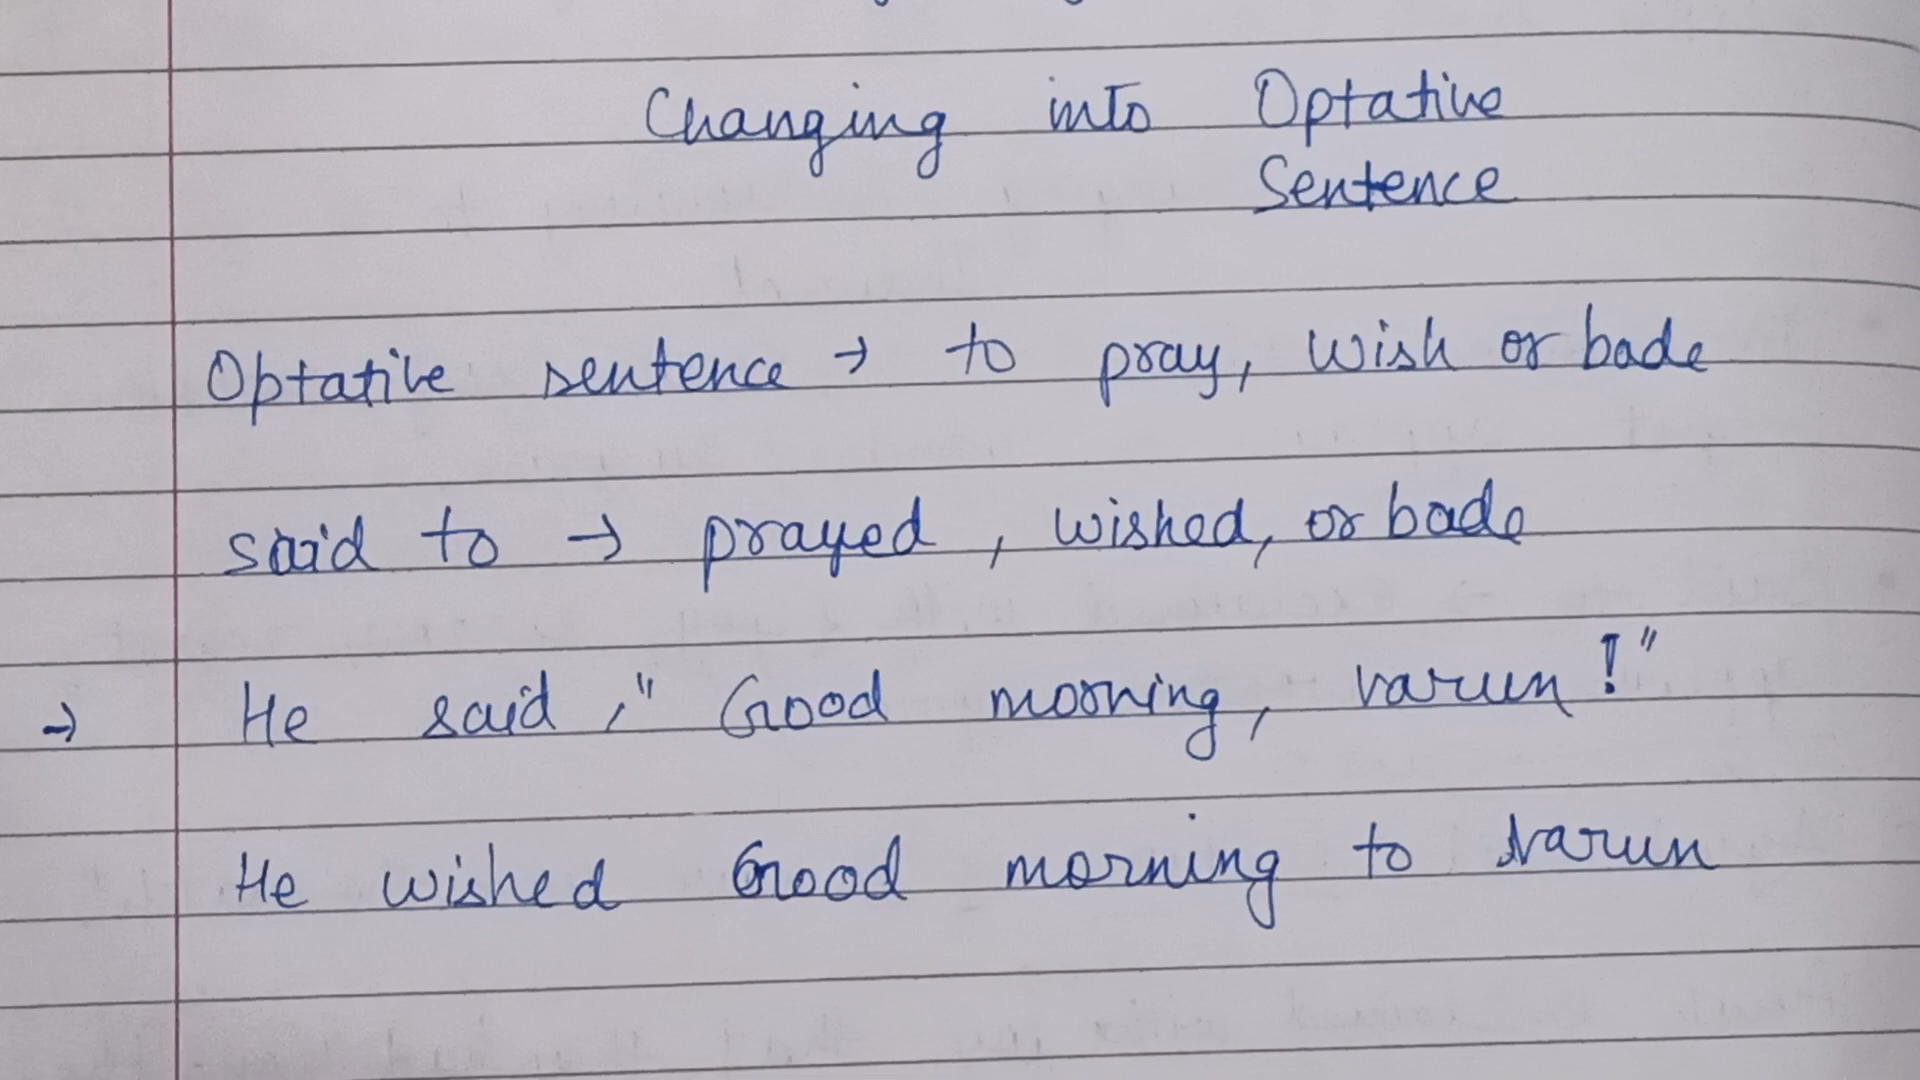 Changing into Optative
Sentence
Optative sentence → to pray, wish or bade
said to → prayed, wished, or bade
→ He said, " Good morning, varun!"
He wished Good morning to Varun